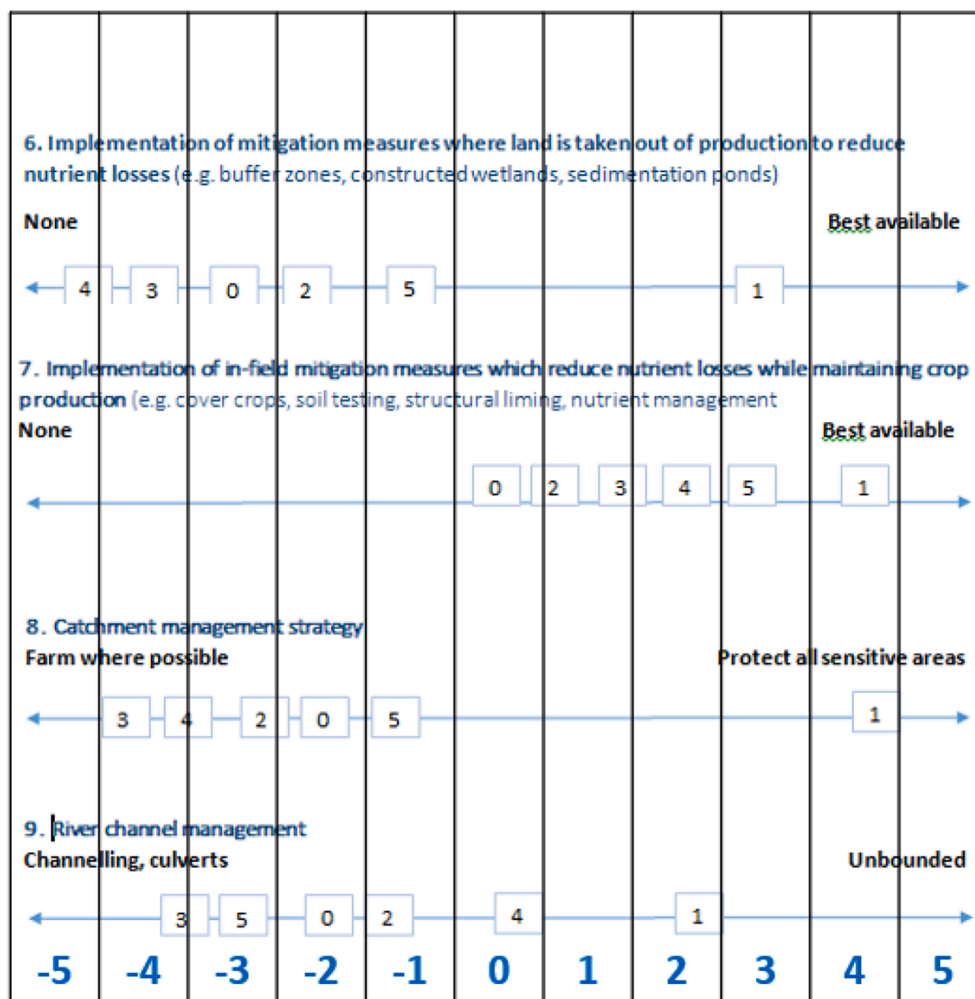 6. Implementation of mitigation measures where land is taken out of production to reduce
nutrient losses (e.g. buffer zones, constructed wetlands, sedimentation ponds)
None Best available
4 3 0 2 5 1
7. Implementation of in-field mitigation measures which reduce nutrient losses while maintaining crop
production (e.g. cover crops, soil testing, structural liming, nutrient management
None Best available
0 2 3 4 5 1
8. Catchment management strategy
Farm where possible Protect all sensitive areas
3 4 2 0 5 1
9. River channel management
Channelling, culverts Unbounded
3 5 0 2 4 1
-5 -4 -3 -2 -1 0 1 2 3 4 5